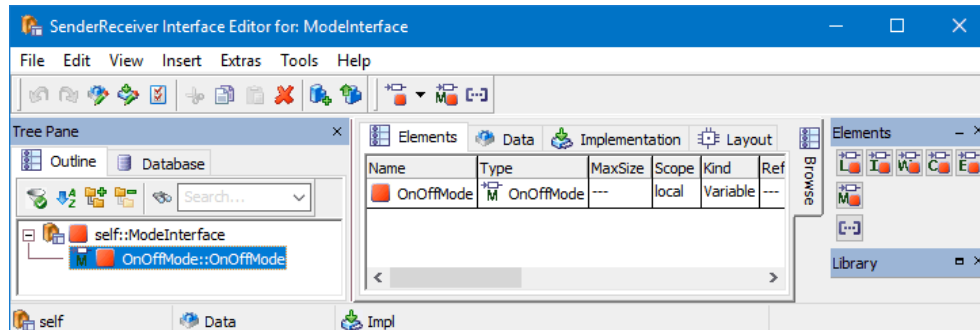 SenderReceiver Interface Editor for: ModeInterface
File Edit View Insert Extras Tools Help
Tree Pane
Outline Database
Search...
self::ModeInterface
M OnOffMode::OnOffMode
Elements Data Implementation Layout
Name Type MaxSize Scope Kind Ref
OnOffMode M OnOffMode --- local Variable ---
Browse
Elements
L I W C E
M
Library
self Data Impl